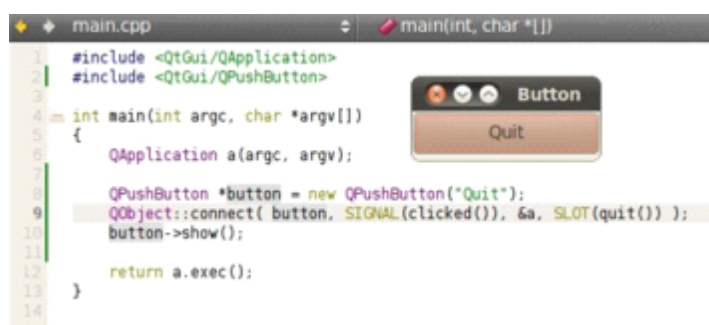 main.cpp main(int, char *[])
1 #include <QtGui/QApplication>
2 #include <QtGui/QPushButton>
3
4 int main(int argc, char *argv[])
5 {
6 QApplication a(argc, argv);
7
8 QPushButton *button = new QPushButton("Quit");
9 QObject::connect( button, SIGNAL(clicked()), &a, SLOT(quit()) );
10 button->show();
11
12 return a.exec();
13 }
14
Button
Quit